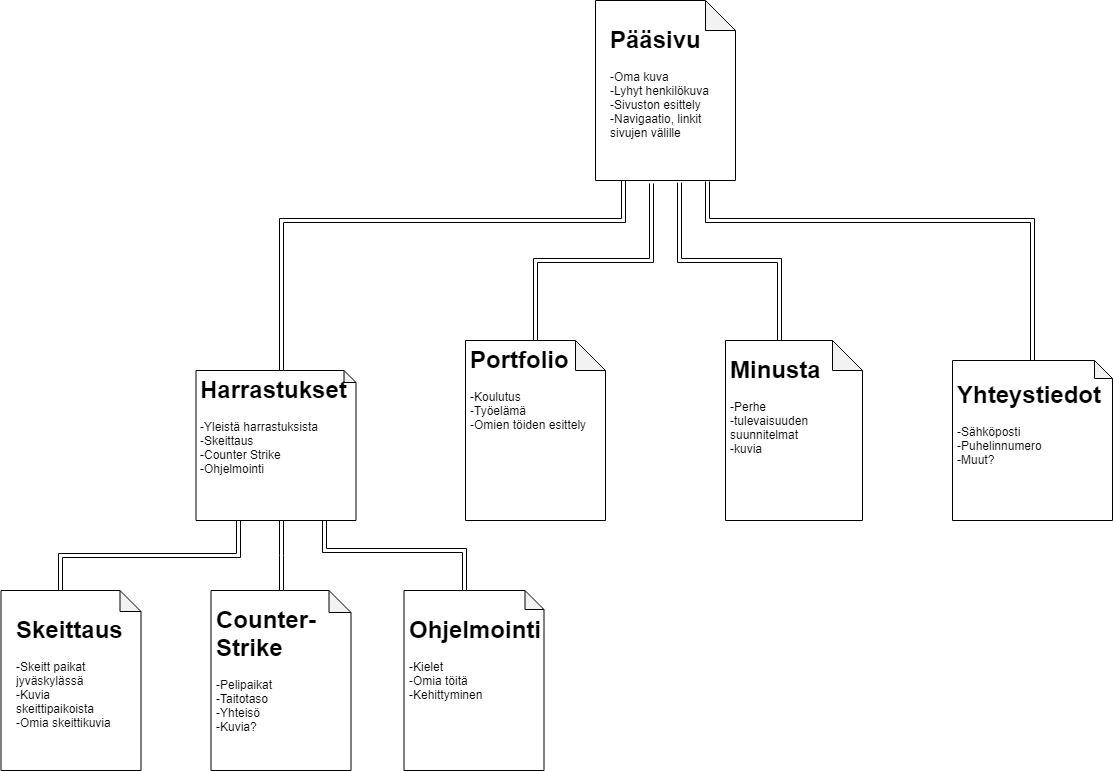 Pääsivu
-Oma kuva
-Lyhyt henkilökuva
-Sivuston esittely
-Navigaatio, linkit
sivujen välille
Harrastukset
-Yleistä harrastuksista
-Skeittaus
-Counter Strike
-Ohjelmointi
Portfolio
-Koulutus
-Työelämä
-Omien töiden esittely
Minusta
-Perhe
-tulevaisuuden
suunnitelmat
-kuvia
Yhteystiedot
-Sähköposti
-Puhelinnumero
-Muut?
Skeittaus
-Skeitt paikat
jyväskylässä
-Kuvia
skeittipaikoista
-Omia skeittikuvia
Counter-
Strike
-Pelipaikat
-Taitotaso
-Yhteisö
-Kuvia?
Ohjelmointi
-Kielet
-Omia töitä
-Kehittyminen